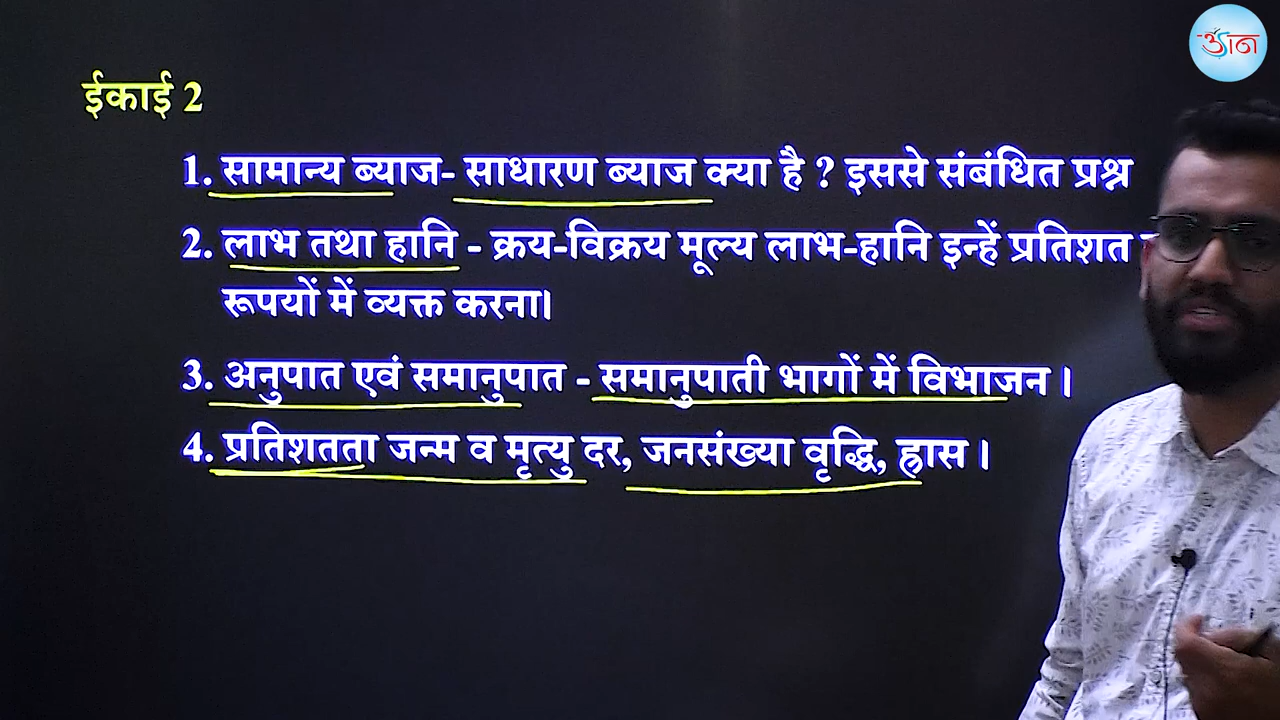 ईकाई 2
1. सामान्य ब्याज- साधारण ब्याज क्या है ? इससे संबंधित प्रश्न
2. लाभ तथा हानि - क्रय-विक्रय मूल्य लाभ-हानि इन्हें प्रतिशत
रूपयों में व्यक्त करना।
3. अनुपात एवं समानुपात - समानुपाती भागों में विभाजन ।
4. प्रतिशतता जन्म व मृत्यु दर, जनसंख्या वृद्धि, ह्रास ।